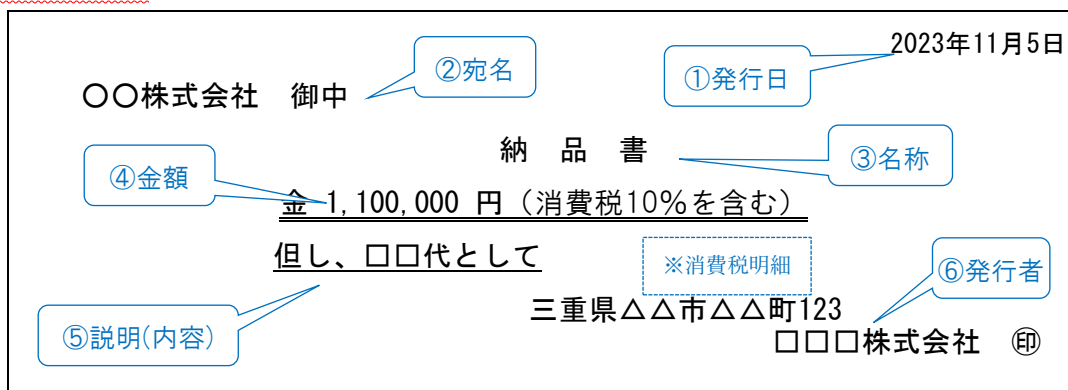 2023年11月5日
②宛名
①発行日
〇〇株式会社 御中
納 品 書
③名称
④金額
金 1,100,000 円（消費税10％を含む）
但し、□□代として
※消費税明細
⑥発行者
三重県△△市△△町123
⑤説明(内容)
□□□株式会社 ㊞